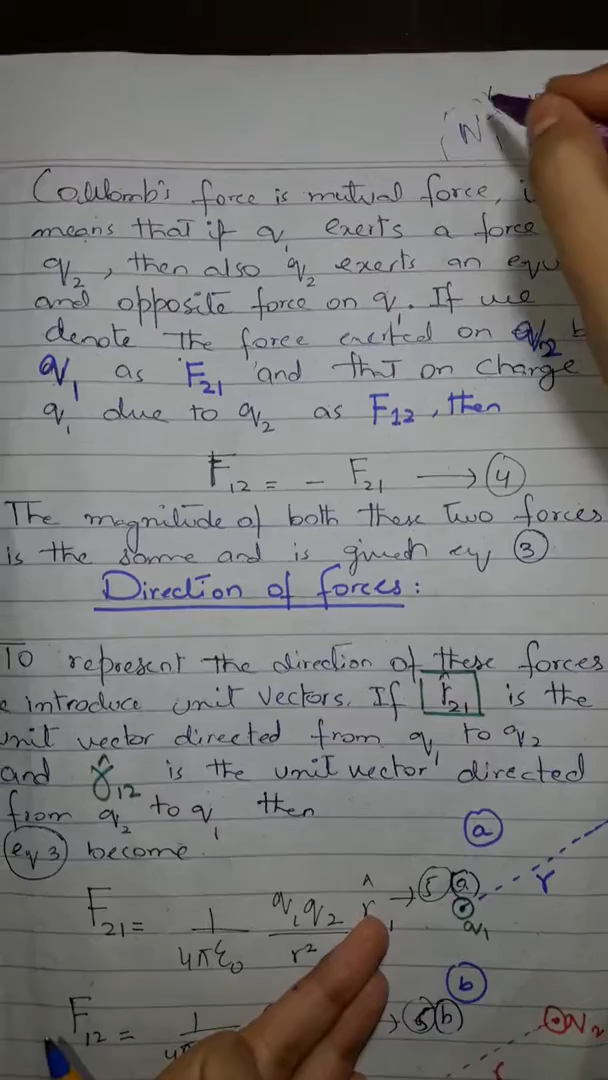 N
Coulomb's force is mutual force, i
means that if q₁ exerts a force
q₂, then also q₂ exerts an equ
and opposite force on q₁. If we
denote the force exerted on q₂ b
q₁ as F₂₁ and that on charge
q₁ due to q₂ as F₁₂, then
F₁₂ = - F₂₁ → ④
The magnitude of both these two forces
is the same and is given eq ③
Direction of forces:
To represent the direction of these forces
e introduce unit vectors. If r̂₂₁ is the
unit vector directed from q₁ to q₂
and r̂₁₂ is the unit vector directed
from q₂ to q₁ then
ⓐ
eq 3 become.
r
F₂₁ = 1/4πε₀ q₁q₂/r² r̂ 1 → ⑤ ⓐ
q₁
ⓑ
F₁₂ = 1/4π → ⑤ ⓑ
q₂
r